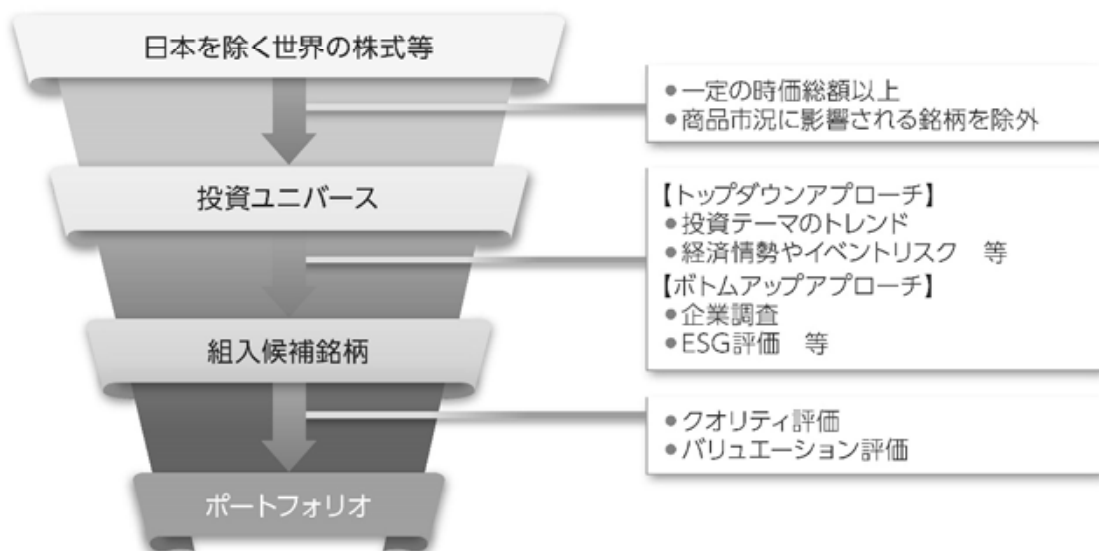 日本を除く世界の株式等
●一定の時価総額以上
●商品市況に影響される銘柄を除外
投資ユニバース
【トップダウンアプローチ】
●投資テーマのトレンド
●経済情勢やイベントリスク　等
【ボトムアップアプローチ】
●企業調査
●ESG評価　等
組入候補銘柄
●クオリティ評価
●バリュエーション評価
ポートフォリオ